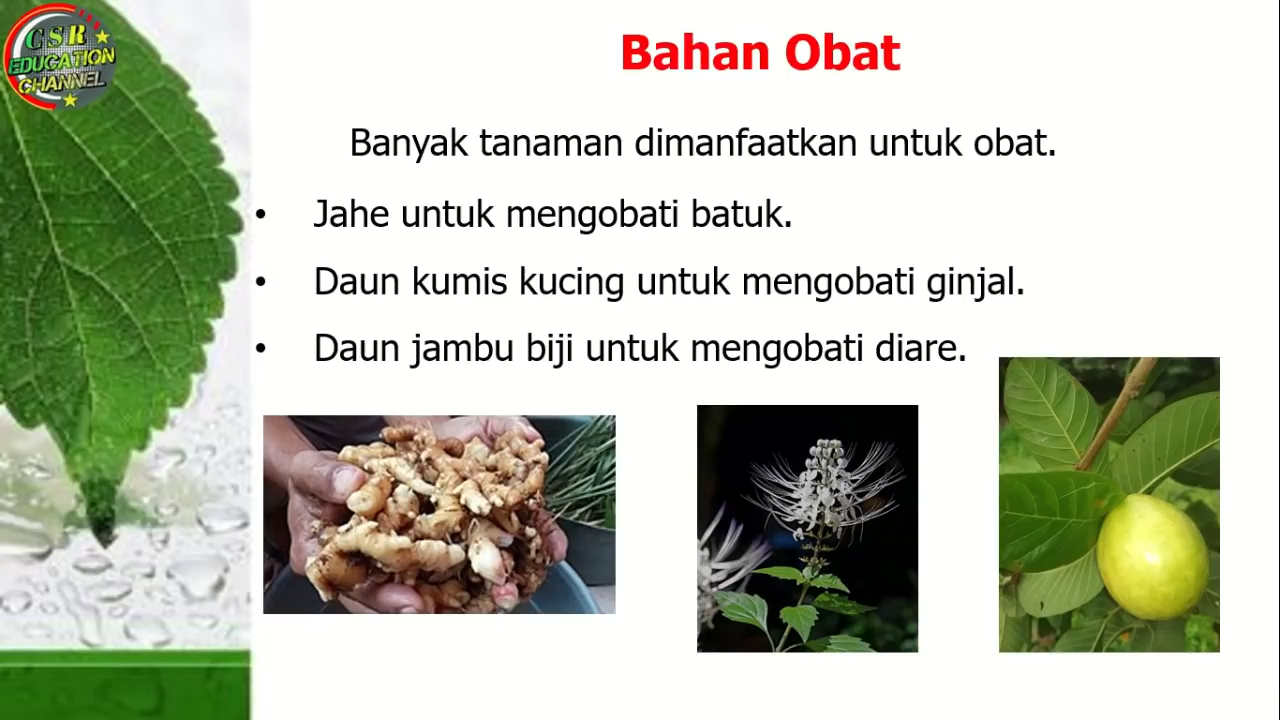 CSR
EDUCATION
CHANNEL
Bahan Obat
Banyak tanaman dimanfaatkan untuk obat.
• Jahe untuk mengobati batuk.
• Daun kumis kucing untuk mengobati ginjal.
• Daun jambu biji untuk mengobati diare.